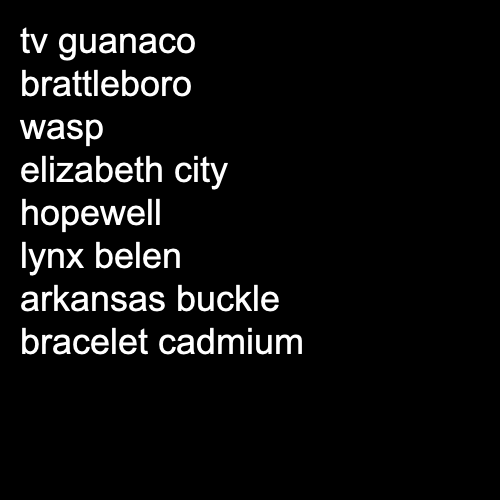 tv guanaco
brattleboro
wasp
elizabeth city
hopewell
lynx belen
arkansas buckle
bracelet cadmium